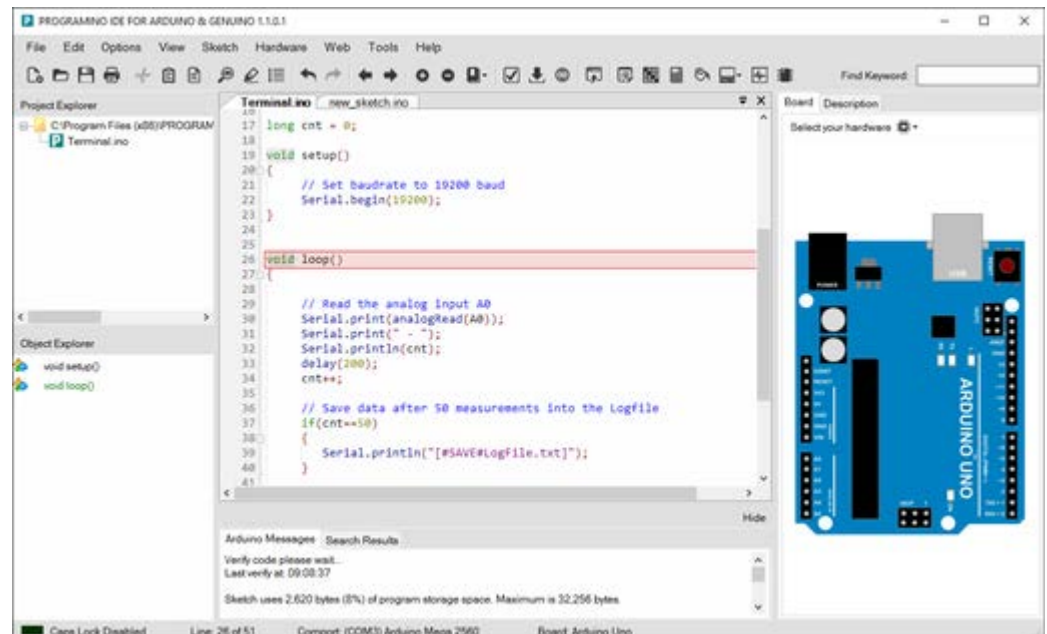 PROGRAMINO IDE FOR ARDUINO & GENUINO 1.1.0.1
File Edit Options View Sketch Hardware Web Tools Help
Find Keyword:
Project Explorer
C:\Program Files (x86)\PROGRAM
Terminal.ino
Object Explorer
void setup()
void loop()
Terminal.ino new_sketch.ino
16
17 long cnt = 0;
18
19 void setup()
20 {
21 // Set baudrate to 19200 baud
22 Serial.begin(19200);
23 }
24
25
26 void loop()
27 {
28
29 // Read the analog input A0
30 Serial.print(analogRead(A0));
31 Serial.print(" - ");
32 Serial.println(cnt);
33 delay(200);
34 cnt++;
35
36 // Save data after 50 measurements into the Logfile
37 if(cnt==50)
38 {
39 Serial.println("[#SAVE#LogFile.txt]");
40 }
41
Hide
Arduino Messages Search Results
Verify code please wait...
Last verify at: 09:08:37
Sketch uses 2,620 bytes (8%) of program storage space. Maximum is 32,256 bytes.
Board Description
Select your hardware
POWER
USB
RESET
ARDUINO UNO
Caps Lock Disabled Line: 26 of 51 Comport: (COM3) Arduino Mega 2560 Board: Arduino Uno